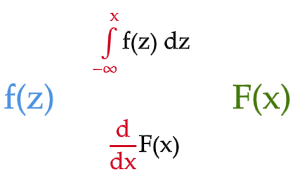 x
∫ f(z) dz
−∞
f(z) F(x)
d
dx F(x)